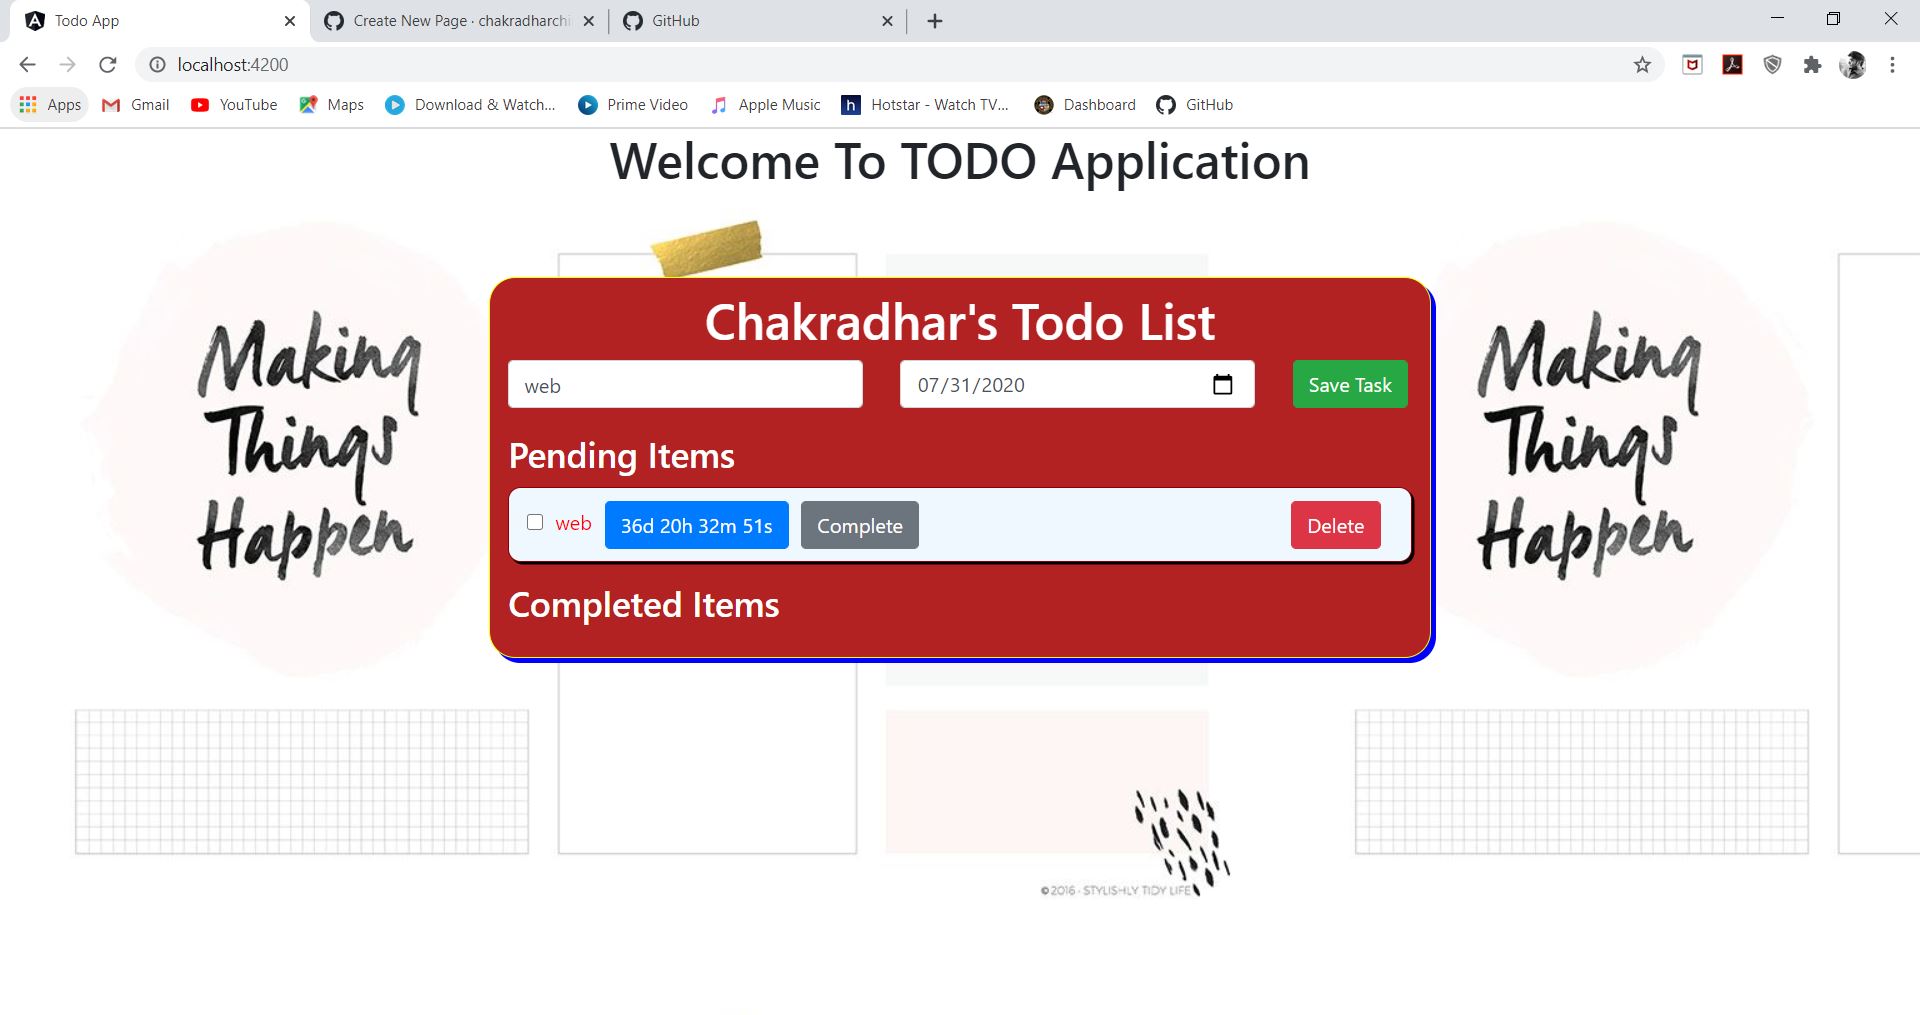 Todo App
Create New Page · chakradharchi
GitHub
localhost:4200
Apps
Gmail
YouTube
Maps
Download & Watch...
Prime Video
Apple Music
h
Hotstar - Watch TV...
Dashboard
GitHub
Welcome To TODO Application
Making
Things
Happen
Chakradhar's Todo List
web
07/31/2020
Save Task
Pending Items
web
36d 20h 32m 51s
Complete
Delete
Completed Items
Making
Things
Happen
©2016 · STYLISHLY TIDY LIFE